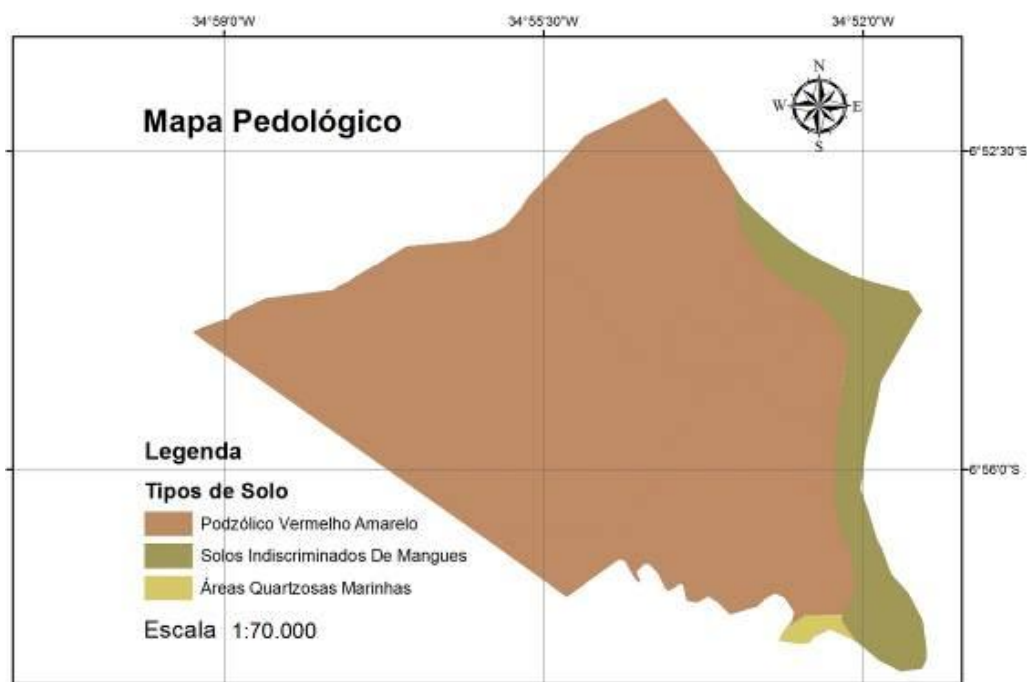 34°59'0"W 34°55'30"W 34°52'0"W
N
W E
S
Mapa Pedológico
6°52'30"S
6°56'0"S
Legenda
Tipos de Solo
Podzólico Vermelho Amarelo
Solos Indiscriminados De Mangues
Áreas Quartzosas Marinhas
Escala 1:70.000